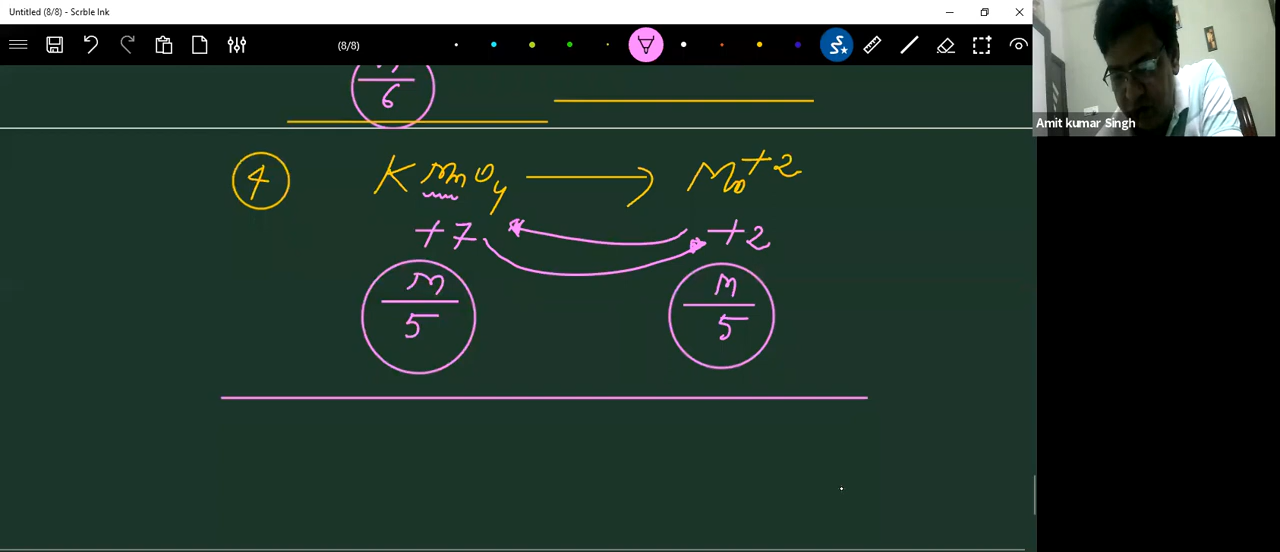 Untitled (8/8) - Scrble Ink
(8/8)
Amit kumar Singh
6
4 KMnO4 → Mn+2
+7 +2
M/5 M/5